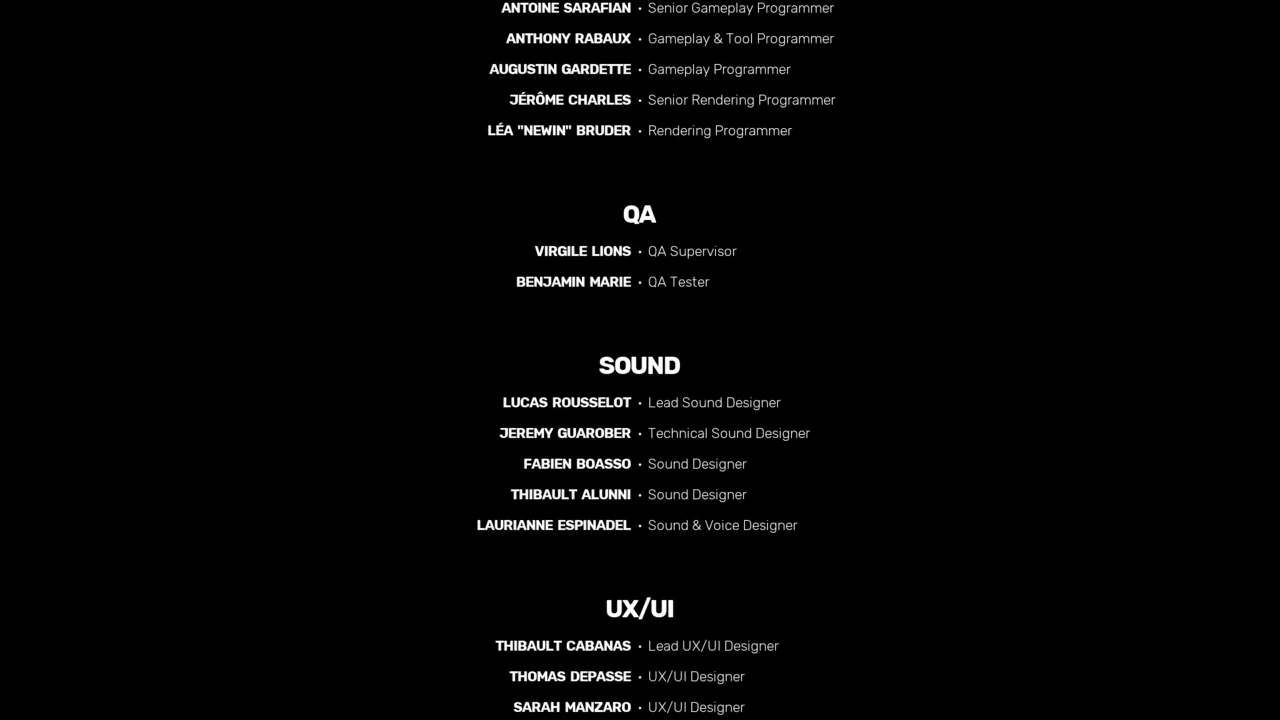 ANTOINE SARAFIAN • Senior Gameplay Programmer
ANTHONY RABAUX • Gameplay & Tool Programmer
AUGUSTIN GARDETTE • Gameplay Programmer
JÉRÔME CHARLES • Senior Rendering Programmer
LÉA "NEWIN" BRUDER • Rendering Programmer
QA
VIRGILE LIONS • QA Supervisor
BENJAMIN MARIE • QA Tester
SOUND
LUCAS ROUSSELOT • Lead Sound Designer
JEREMY GUAROBER • Technical Sound Designer
FABIEN BOASSO • Sound Designer
THIBAULT ALUNNI • Sound Designer
LAURIANNE ESPINADEL • Sound & Voice Designer
UX/UI
THIBAULT CABANAS • Lead UX/UI Designer
THOMAS DEPASSE • UX/UI Designer
SARAH MANZARO • UX/UI Designer